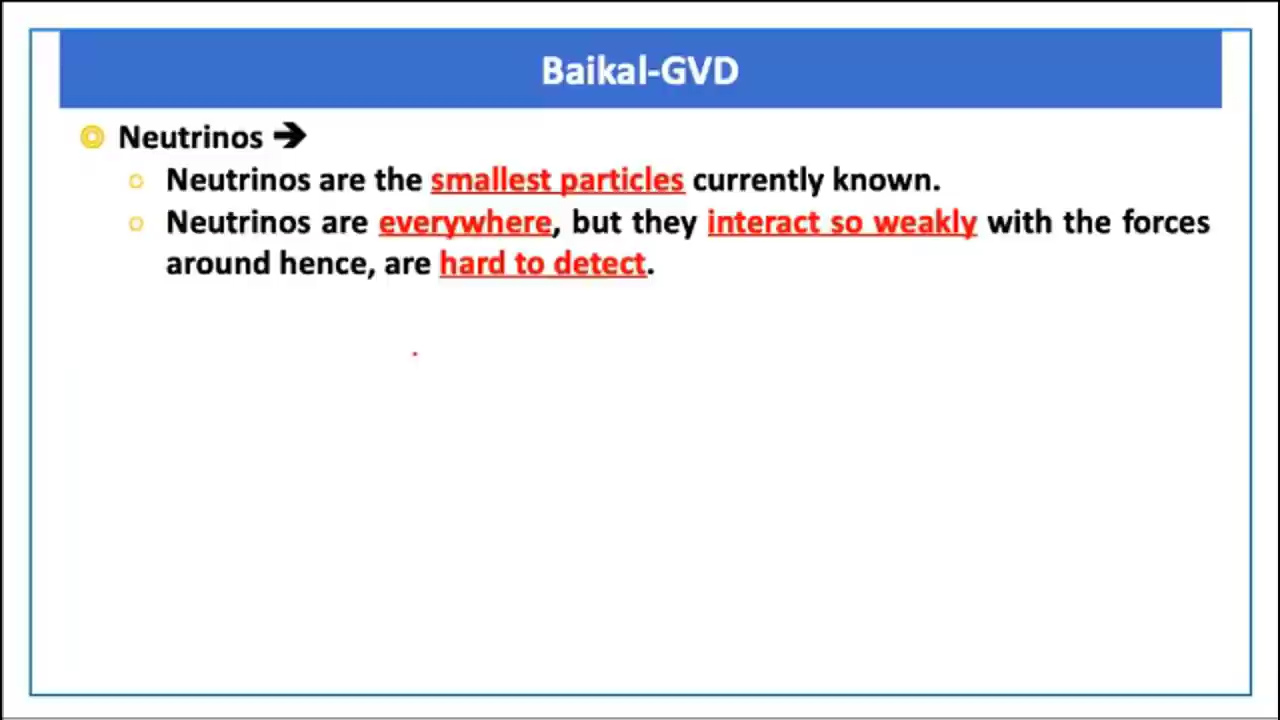 Baikal-GVD
Neutrinos ➔
Neutrinos are the smallest particles currently known.
Neutrinos are everywhere, but they interact so weakly with the forces
around hence, are hard to detect.